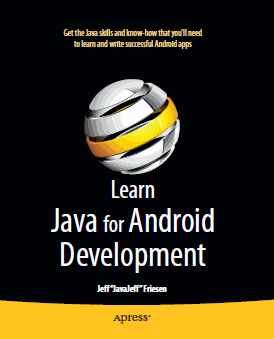 Get the Java skills and know-how that you'll need
to learn and write successful Android apps
Learn
Java for Android
Development
Jeff "JavaJeff" Friesen
Apress®